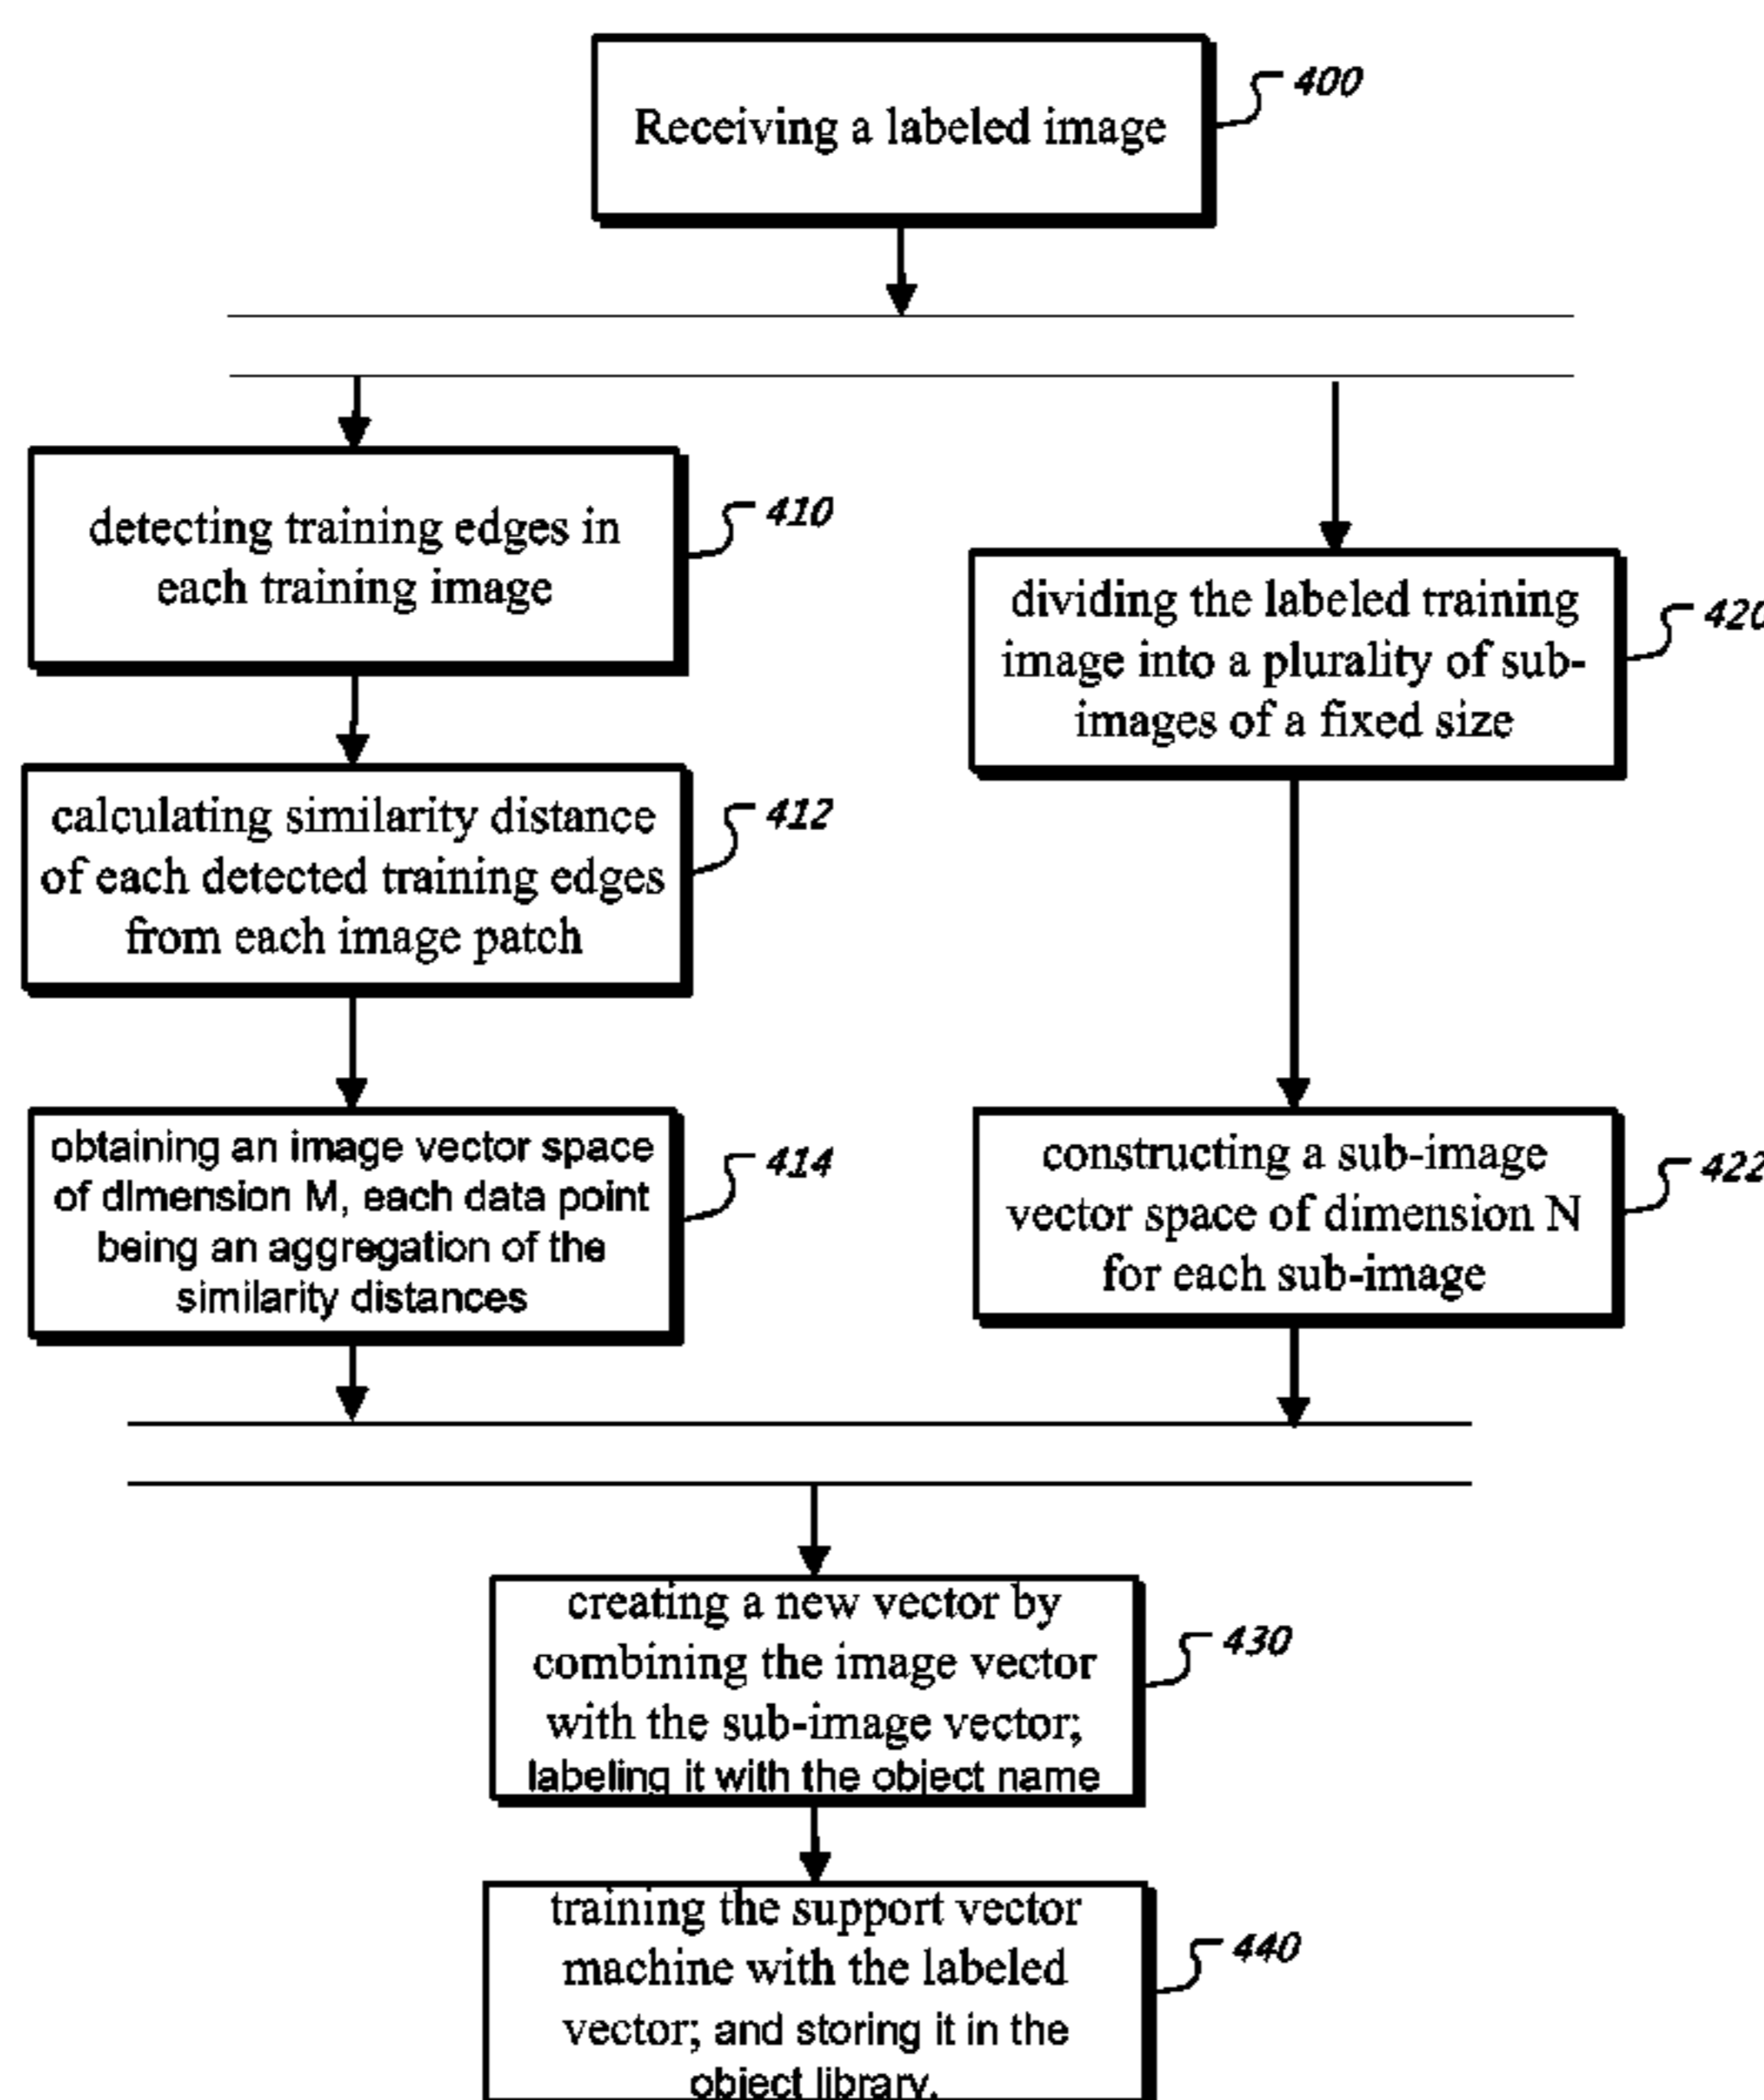 Receiving a labeled image
400
detecting training edges in
each training image
410
dividing the labeled training
image into a plurality of sub-
images of a fixed size
420
calculating similarity distance
of each detected training edges
from each image patch
412
obtaining an image vector space
of dimension M, each data point
being an aggregation of the
similarity distances
414
constructing a sub-image
vector space of dimension N
for each sub-image
422
creating a new vector by
combining the image vector
with the sub-image vector;
labeling it with the object name
430
training the support vector
machine with the labeled
vector; and storing it in the
object library.
440